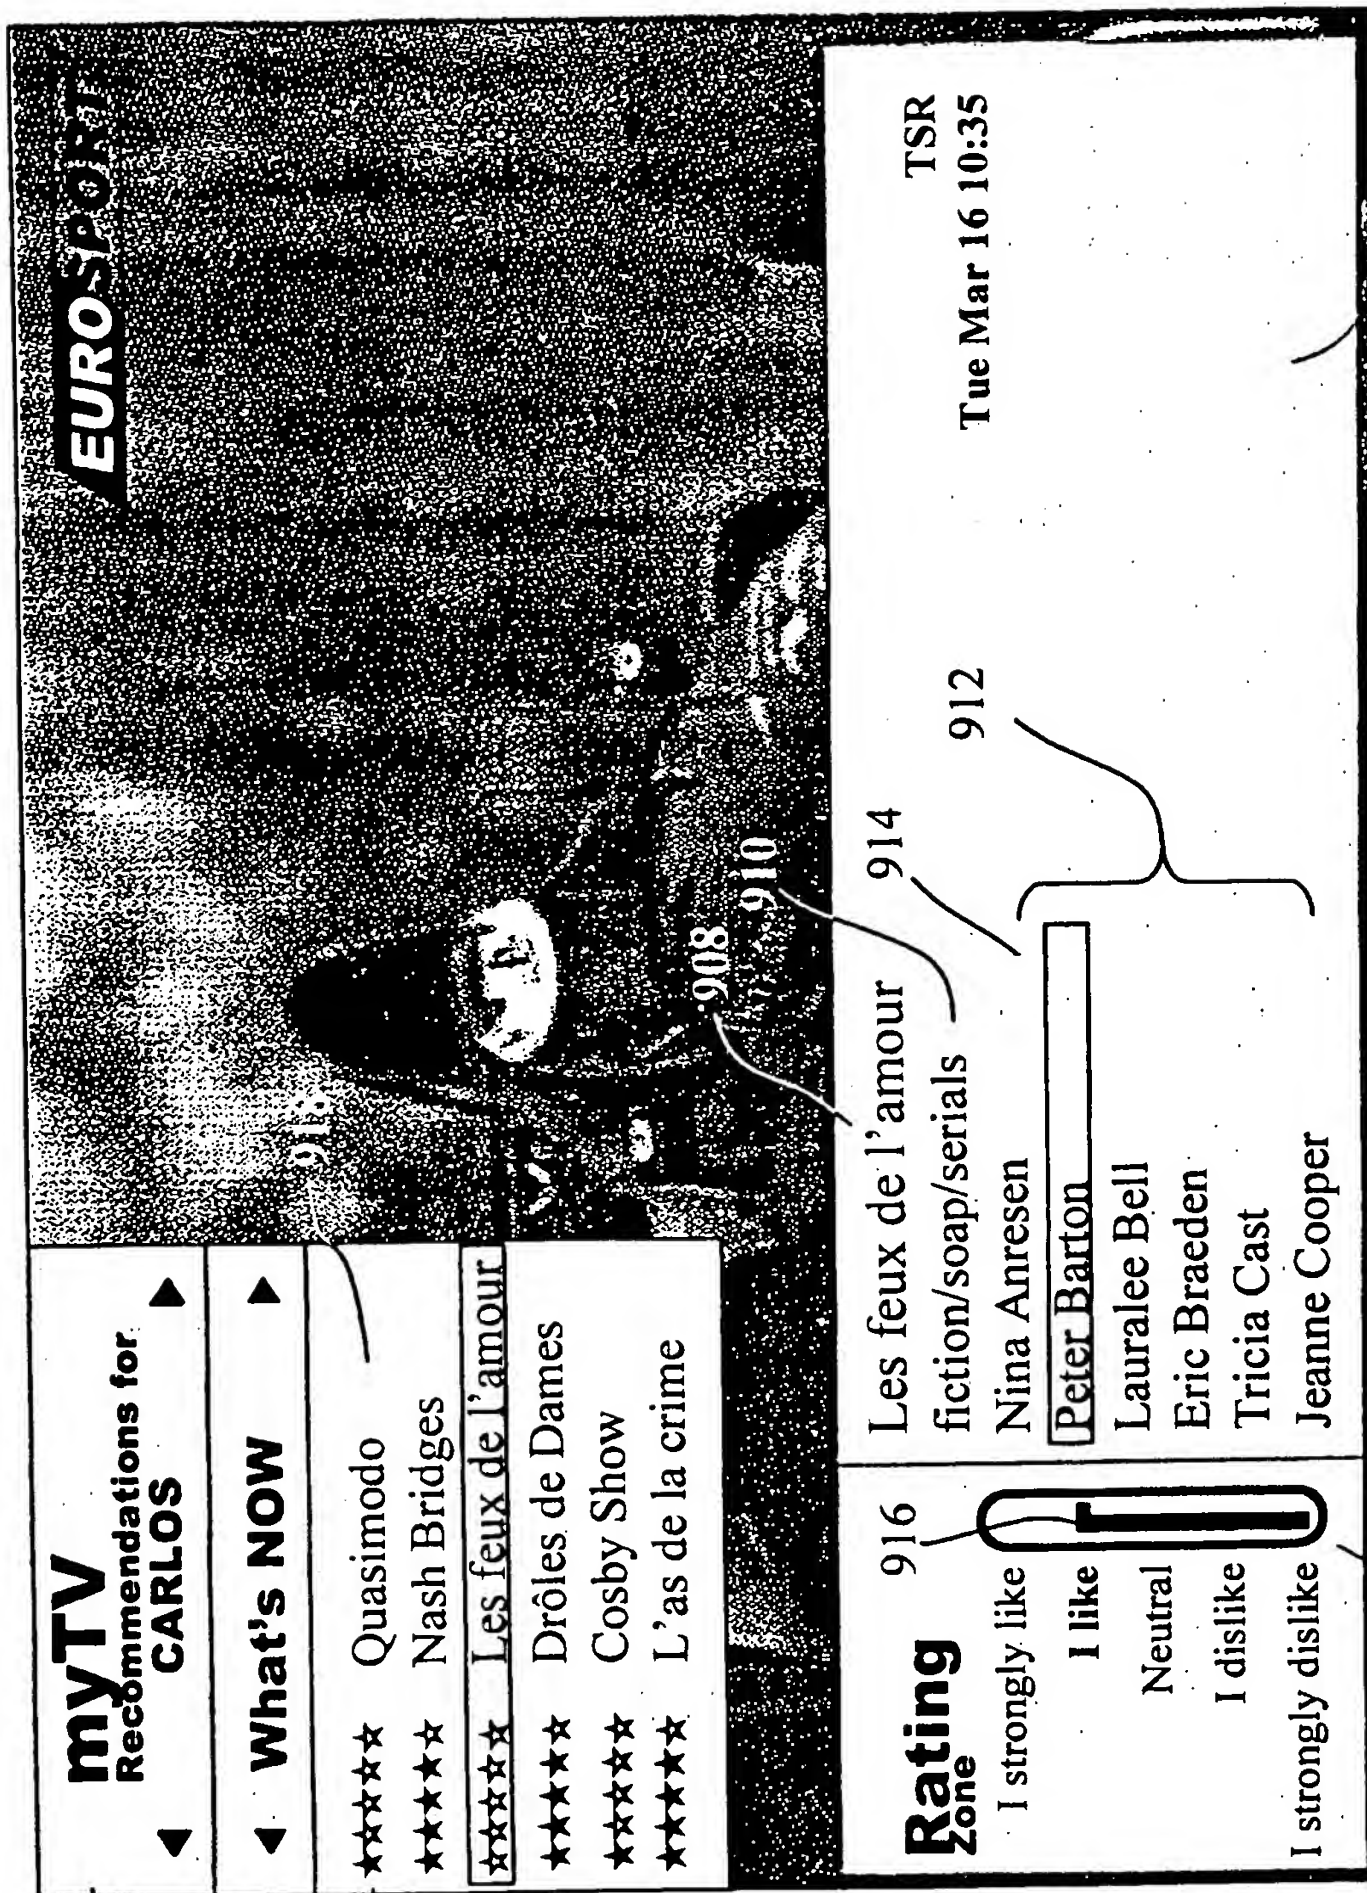 myTV
Recommendations for
CARLOS
What's NOW
★★☆☆☆ Quasimodo
★★★★☆ Nash Bridges
☆☆☆☆☆ Les feux de l'amour
★★★★★ Drôles de Dames
★★★☆☆ Cosby Show
★★★★★ L'as de la crime
918
EUROSPORT
908
910
Rating
Zone
916
I strongly like
I like
Neutral
I dislike
I strongly dislike
Les feux de l'amour
fiction/soap/serials
Nina Anresen
Peter Barton
Lauralee Bell
Eric Braeden
Tricia Cast
Jeanne Cooper
914
912
TSR
Tue Mar 16 10:35